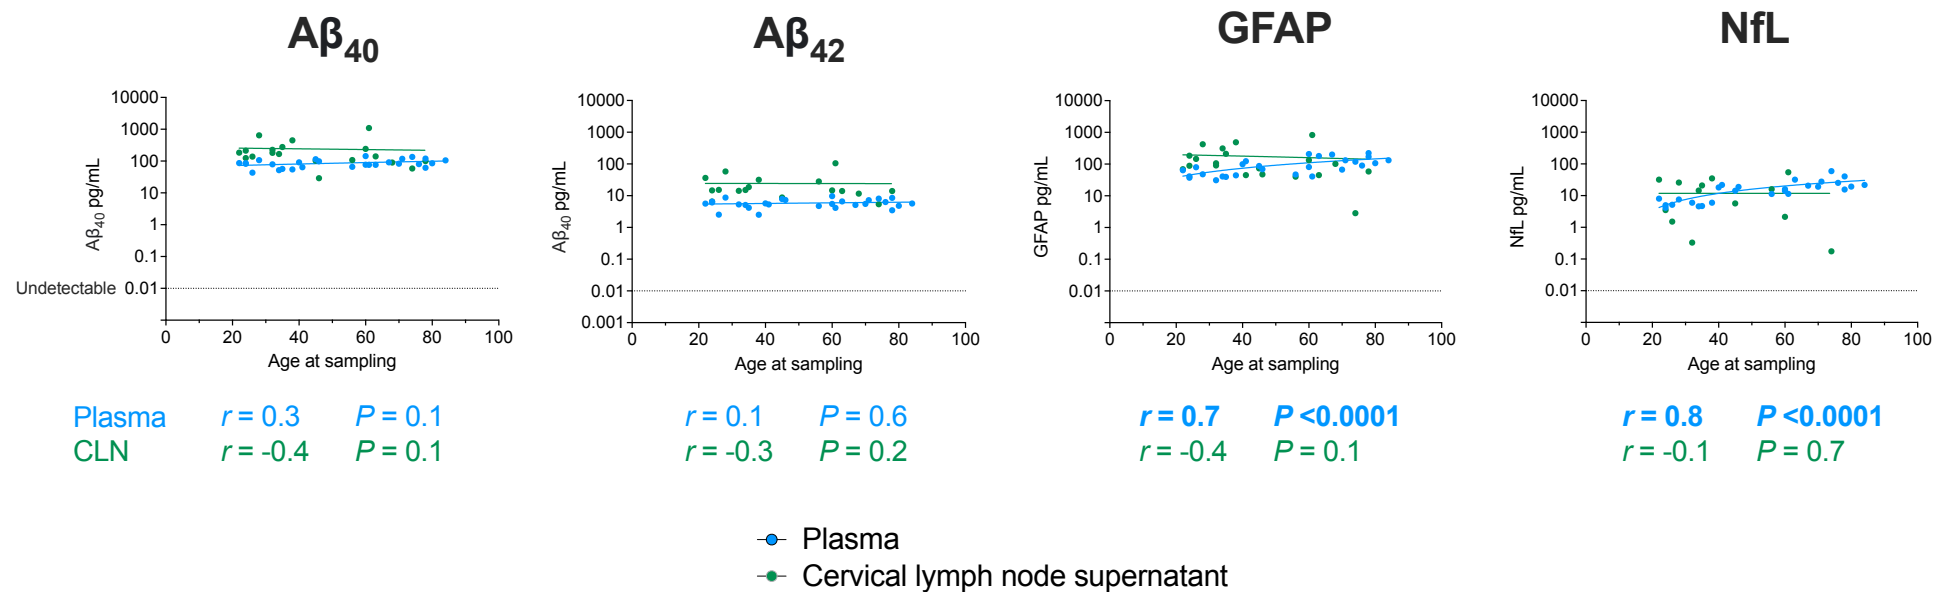 Aβ40
Aβ42
GFAP
NfL
Aβ40 pg/mL
10000
1000
100
10
1
0.1
Undetectable 0.01
0 20 40 60 80 100
Age at sampling
Aβ40 pg/mL
10000
1000
100
10
1
0.1
0.01
0.001
0 20 40 60 80 100
Age at sampling
GFAP pg/mL
10000
1000
100
10
1
0.1
0.01
0 20 40 60 80 100
Age at sampling
NfL pg/mL
10000
1000
100
10
1
0.1
0.01
0 20 40 60 80 100
Age at sampling
Plasma r = 0.3 P = 0.1 r = 0.1 P = 0.6 r = 0.7 P <0.0001 r = 0.8 P <0.0001
CLN r = -0.4 P = 0.1 r = -0.3 P = 0.2 r = -0.4 P = 0.1 r = -0.1 P = 0.7
Plasma
Cervical lymph node supernatant